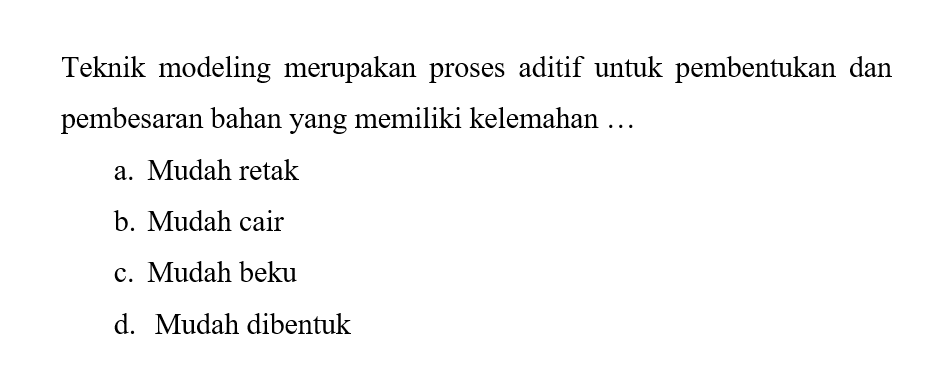 Teknik modeling merupakan proses aditif untuk pembentukan dan
pembesaran bahan yang memiliki kelemahan …
a. Mudah retak
b. Mudah cair
c. Mudah beku
d. Mudah dibentuk